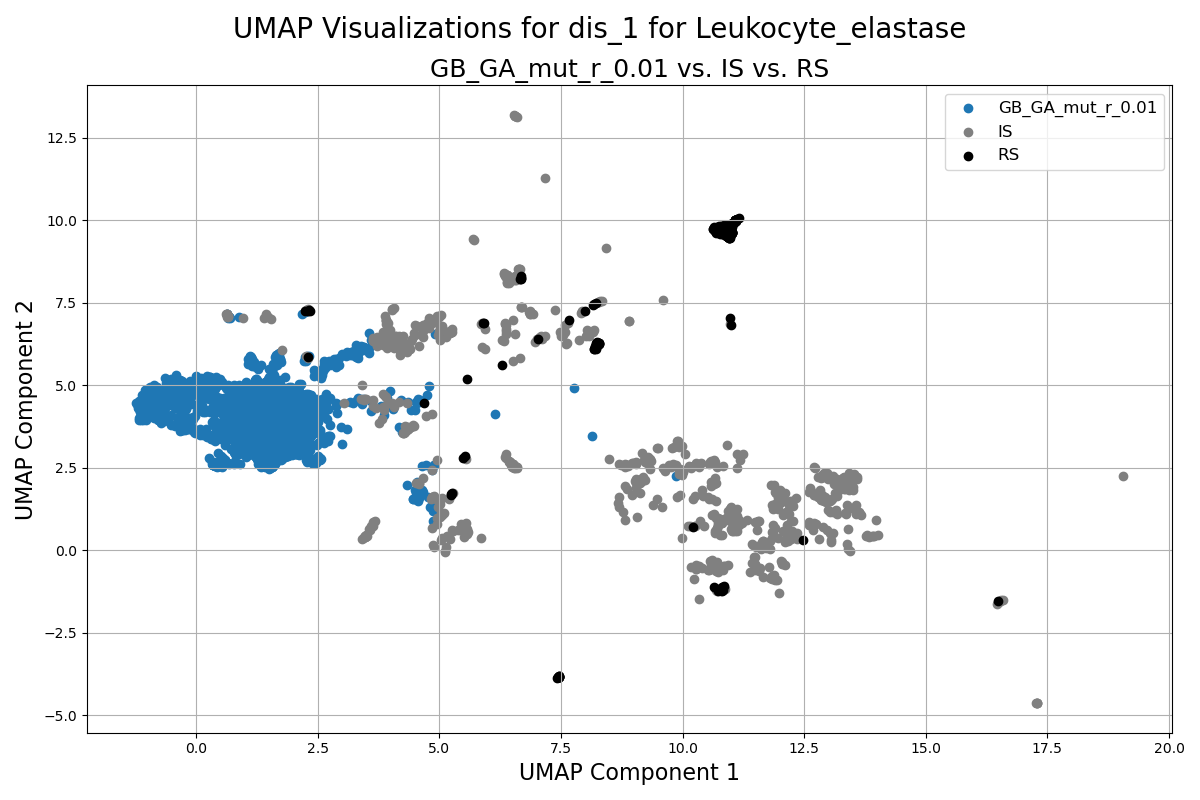 UMAP Visualizations for dis_1 for Leukocyte_elastase
GB_GA_mut_r_0.01 vs. IS vs. RS
GB_GA_mut_r_0.01
IS
RS
UMAP Component 2
12.5
10.0
7.5
5.0
2.5
0.0
−2.5
−5.0
0.0 2.5 5.0 7.5 10.0 12.5 15.0 17.5 20.0
UMAP Component 1